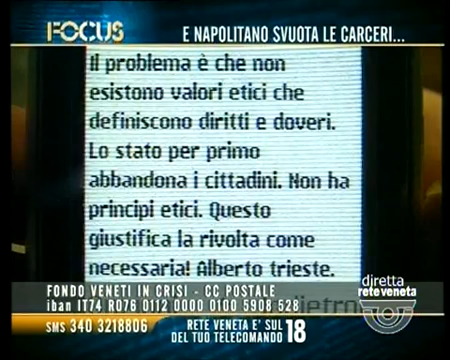 FOCUS
E NAPOLITANO SVUOTA LE CARCERI...
Il problema è che non
esistono valori etici che
definiscono diritti e doveri.
Lo stato per primo
abbandona i cittadini. Non ha
principi etici. Questo
giustifica la rivolta come
necessaria! Alberto trieste.
FONDO VENETI IN CRISI - CC POSTALE
iban IT74 R076 0112 0000 0100 5908 528
dietro
diretta
reteveneta
SMS 340 3218806
RETE VENETA E' SUL
DEL TUO TELECOMANDO 18